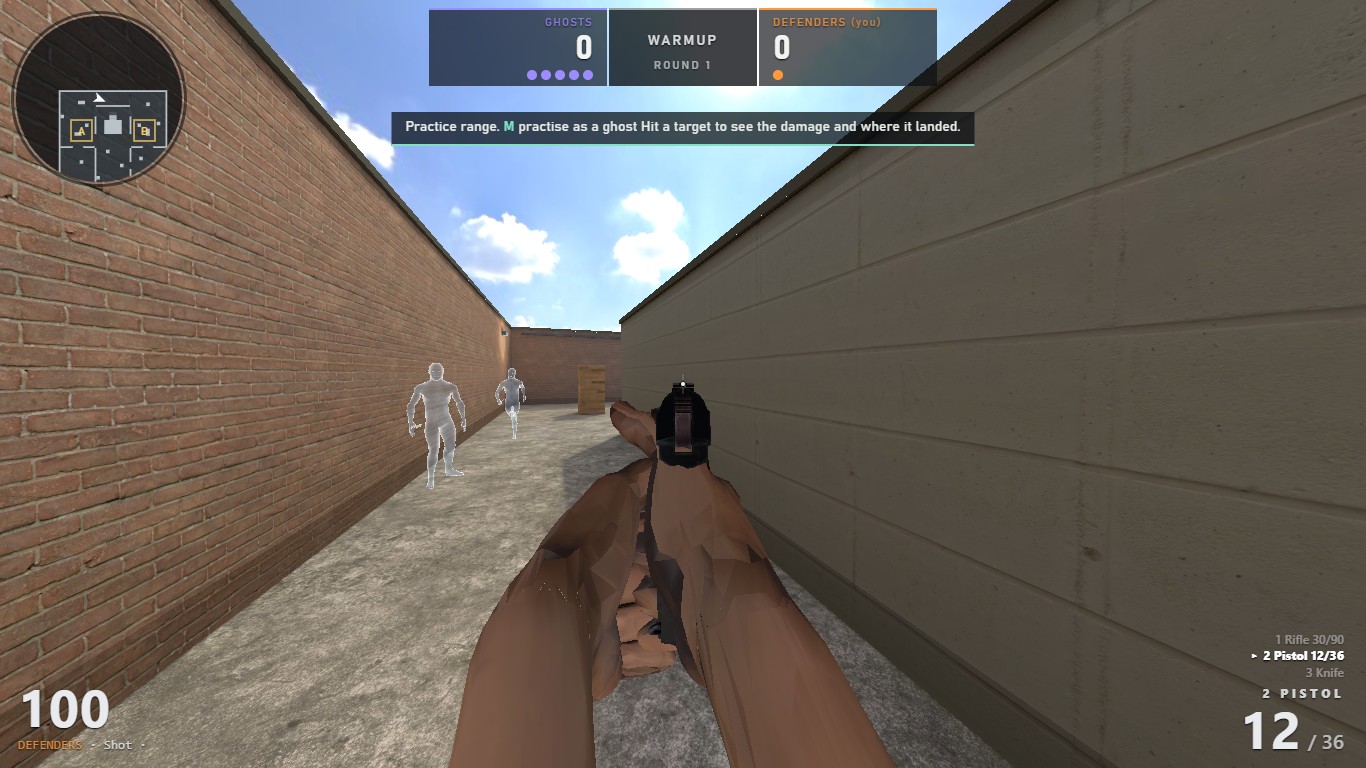 GHOSTS
0
WARMUP
ROUND 1
DEFENDERS (you)
0
Practice range. M practise as a ghost Hit a target to see the damage and where it landed.
A
B
1 Rifle 30/90
▸ 2 Pistol 12/36
3 Knife
2 PISTOL
12 / 36
100
DEFENDERS · Shot ·